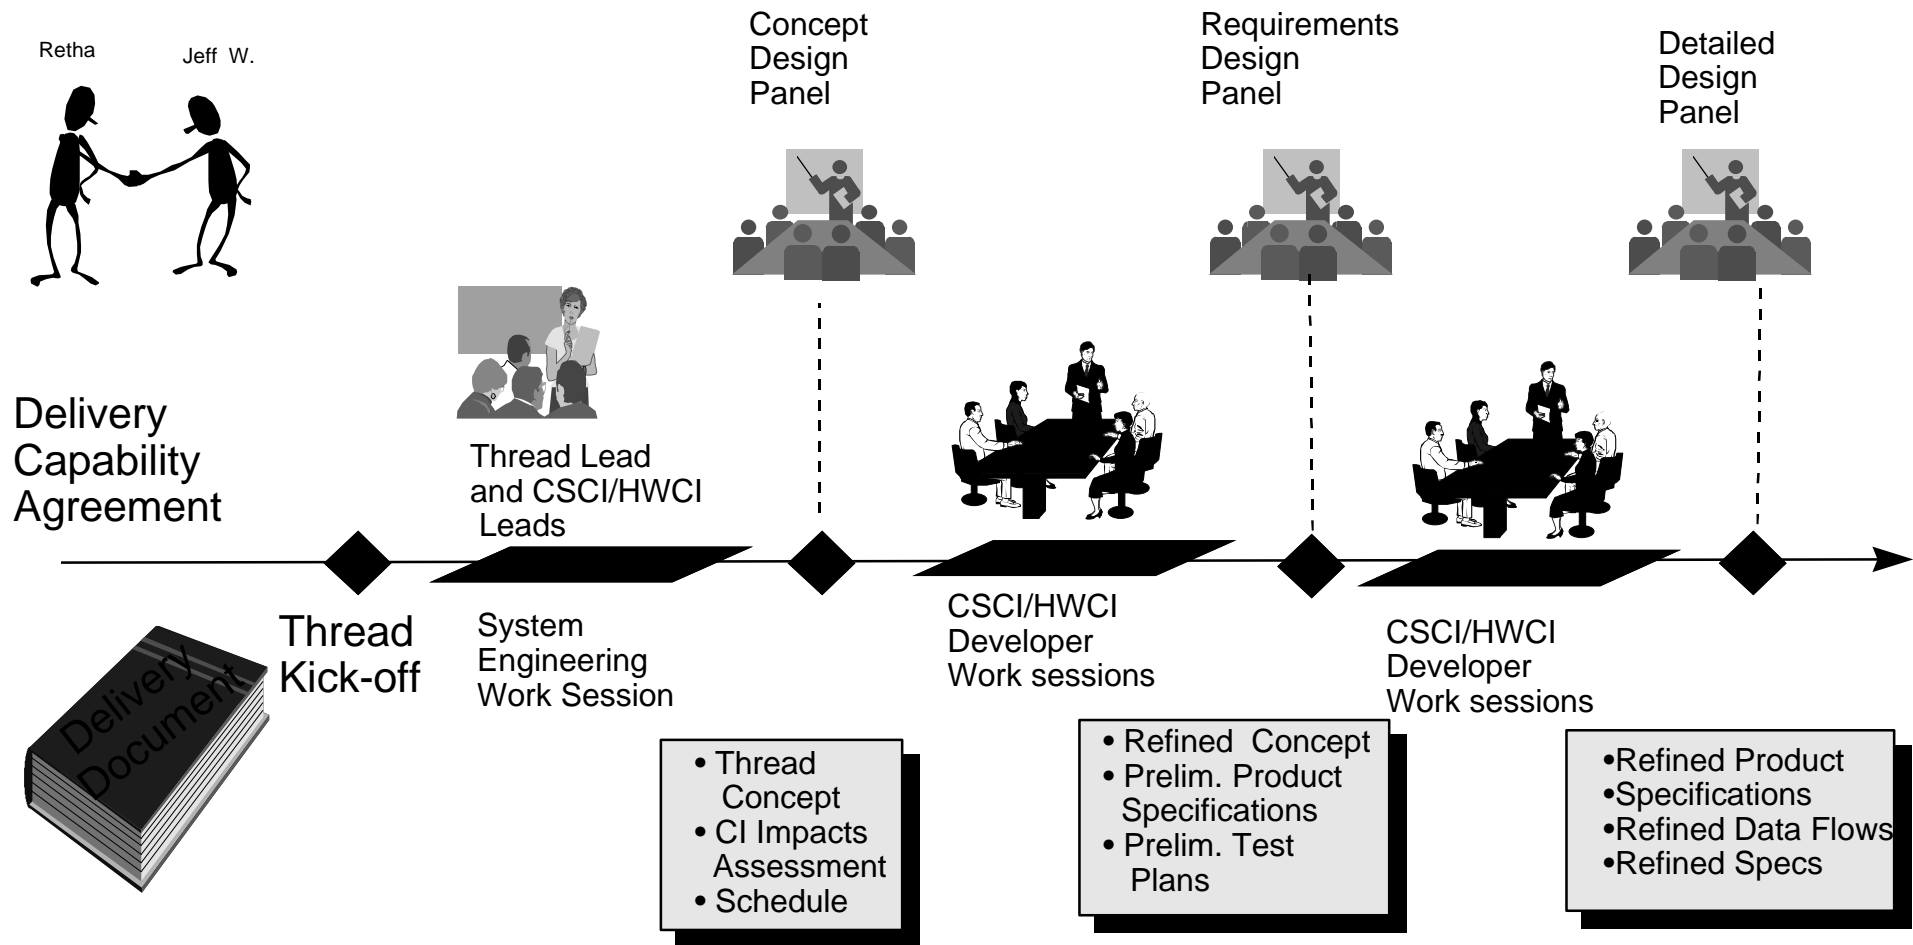 Retha
Jeff W.
Concept
Design
Panel
Requirements
Design
Panel
Detailed
Design
Panel
Delivery
Capability
Agreement
Thread Lead
and CSCI/HWCI
Leads
Thread
Kick-off
System
Engineering
Work Session
CSCI/HWCI
Developer
Work sessions
CSCI/HWCI
Developer
Work sessions
Delivery
Document
• Thread
Concept
• CI Impacts
Assessment
• Schedule
• Refined Concept
• Prelim. Product
Specifications
• Prelim. Test
Plans
•Refined Product
•Specifications
•Refined Data Flows
•Refined Specs